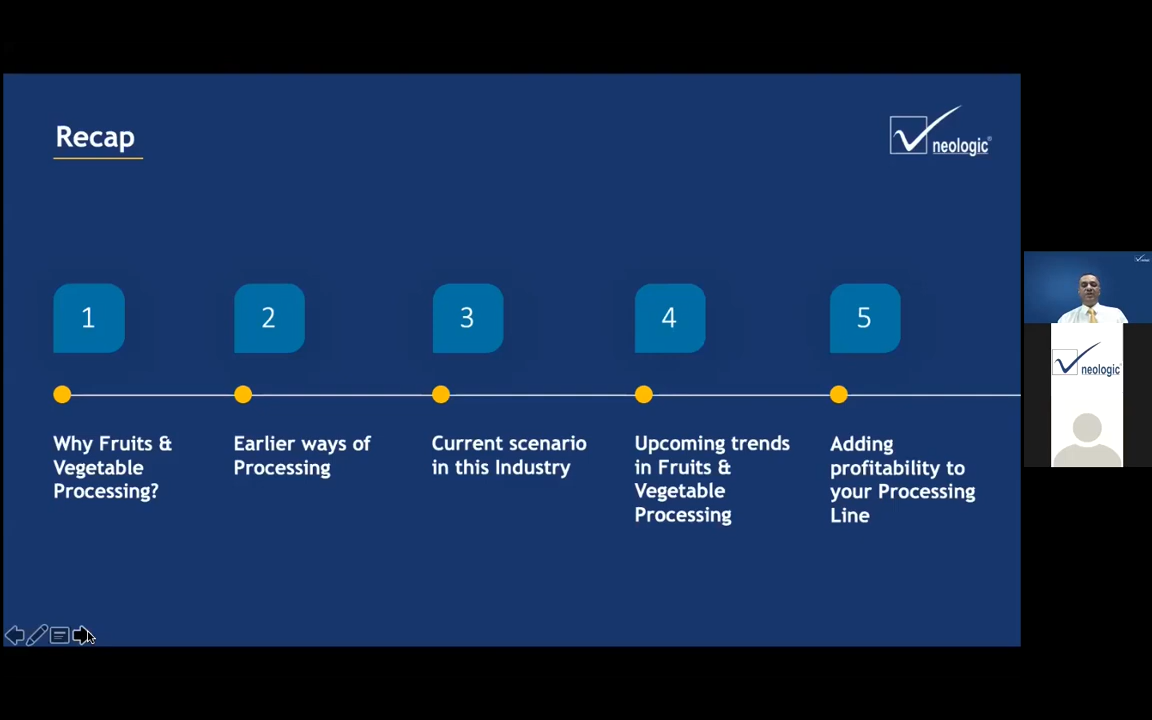 Recap
neologic®
1
2
3
4
5
Why Fruits &
Vegetable
Processing?
Earlier ways of
Processing
Current scenario
in this Industry
Upcoming trends
in Fruits &
Vegetable
Processing
Adding
profitability to
your Processing
Line
neologic